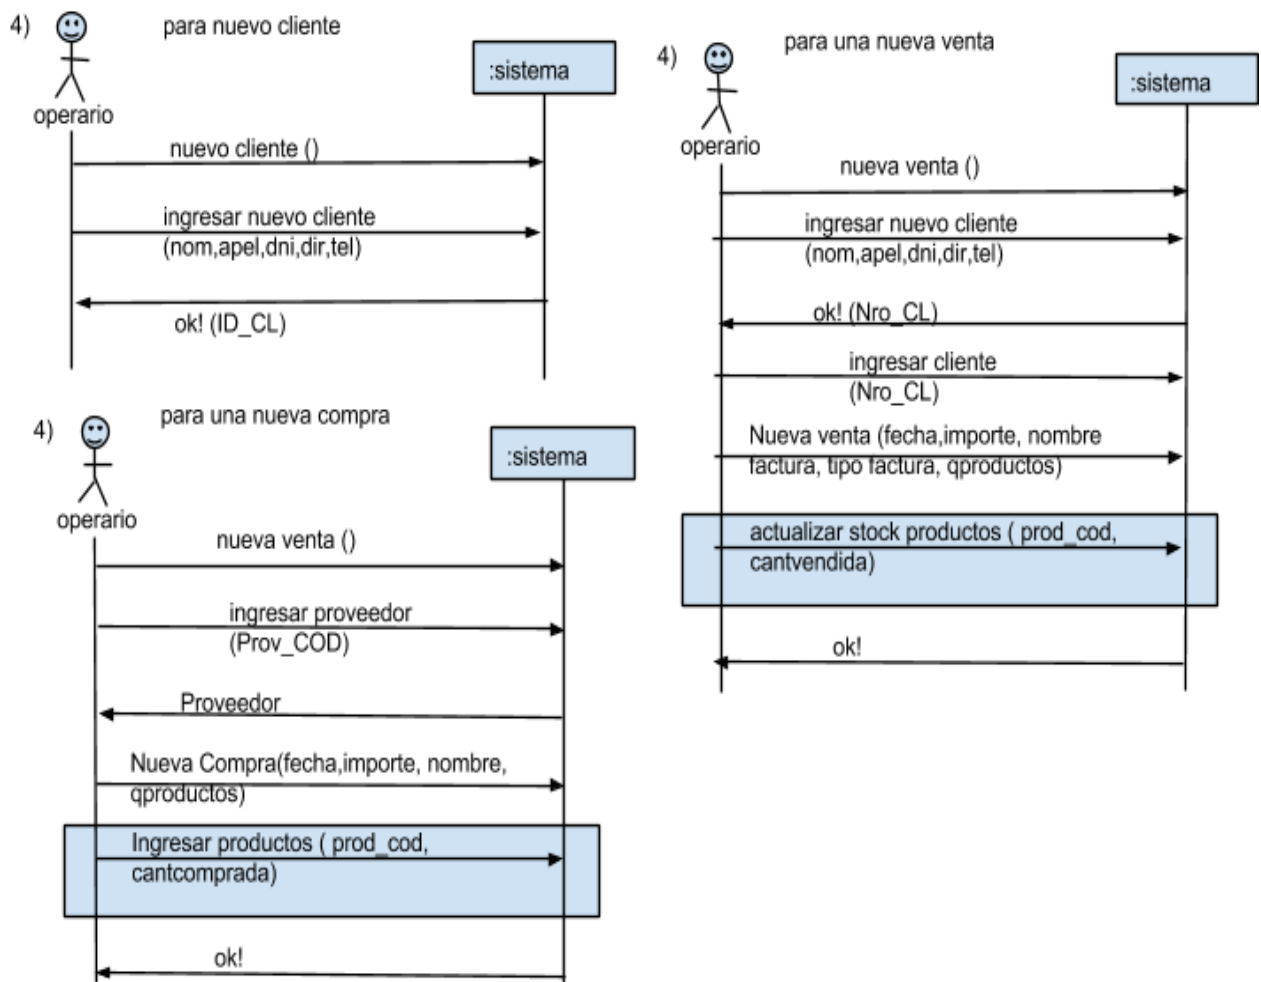 4)
para nuevo cliente
:sistema
operario
nuevo cliente ()
ingresar nuevo cliente
(nom,apel,dni,dir,tel)
ok! (ID_CL)
4)
para una nueva venta
:sistema
operario
nueva venta ()
ingresar nuevo cliente
(nom,apel,dni,dir,tel)
ok! (Nro_CL)
ingresar cliente
(Nro_CL)
Nueva venta (fecha,importe, nombre
factura, tipo factura, qproductos)
actualizar stock productos ( prod_cod,
cantvendida)
ok!
4)
para una nueva compra
:sistema
operario
nueva venta ()
ingresar proveedor
(Prov_COD)
Proveedor
Nueva Compra(fecha,importe, nombre,
qproductos)
Ingresar productos ( prod_cod,
cantcomprada)
ok!